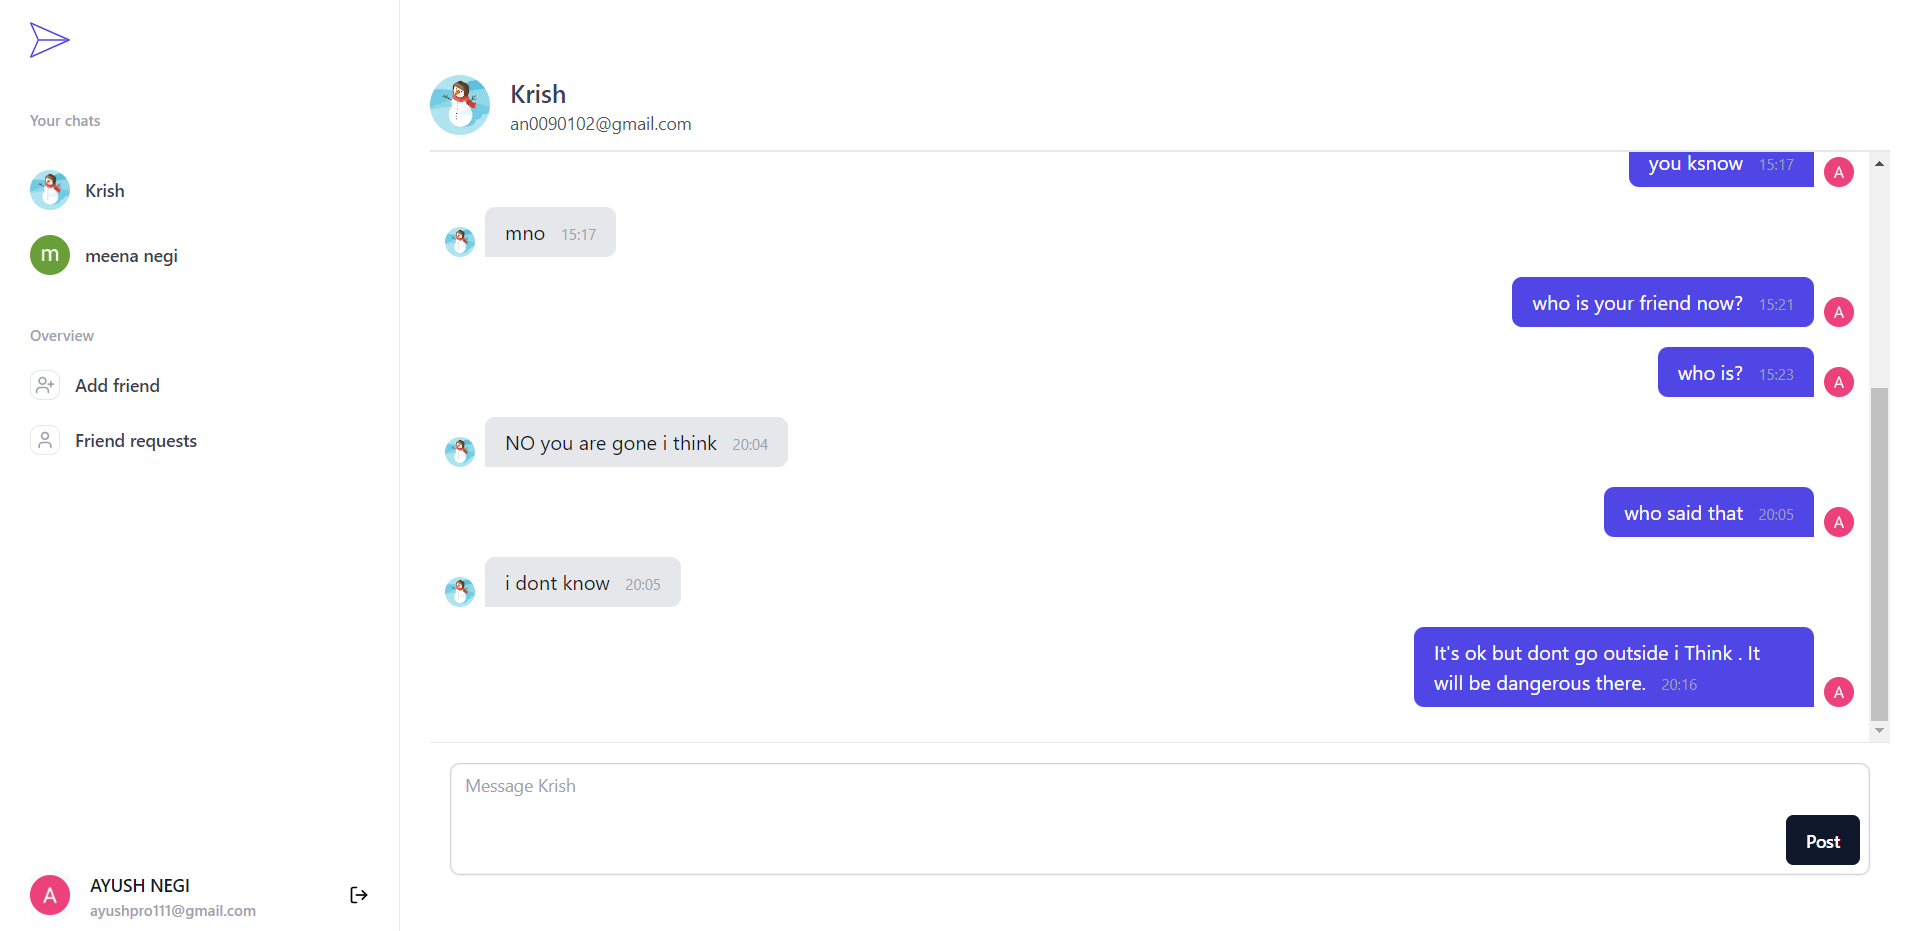 Your chats
Krish
m
meena negi
Overview
Add friend
Friend requests
A
AYUSH NEGI
ayushpro111@gmail.com
Krish
an0090102@gmail.com
you ksnow 15:17
A
mno 15:17
who is your friend now? 15:21
A
who is? 15:23
A
NO you are gone i think 20:04
who said that 20:05
A
i dont know 20:05
It's ok but dont go outside i Think . It
will be dangerous there. 20:16
A
Message Krish
Post